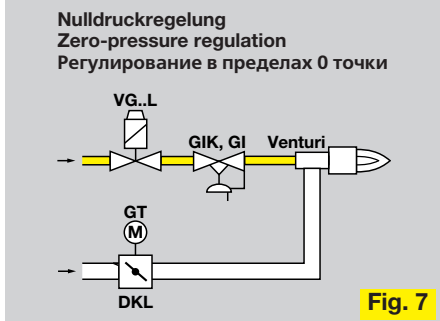 Nulldruckregelung
Zero-pressure regulation
Регулирование в пределах 0 точки
VG..L
GIK, GI Venturi
GT
M
DKL
Fig. 7